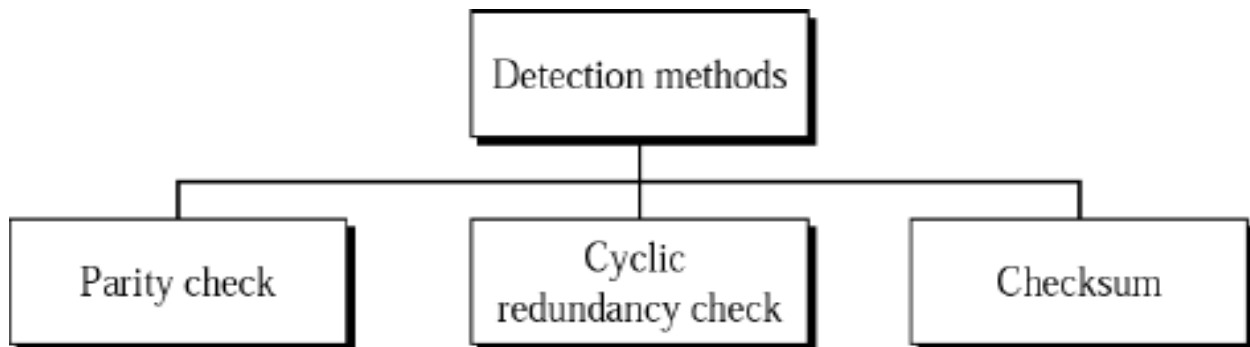 Detection methods
Parity check
Cyclic
redundancy check
Checksum